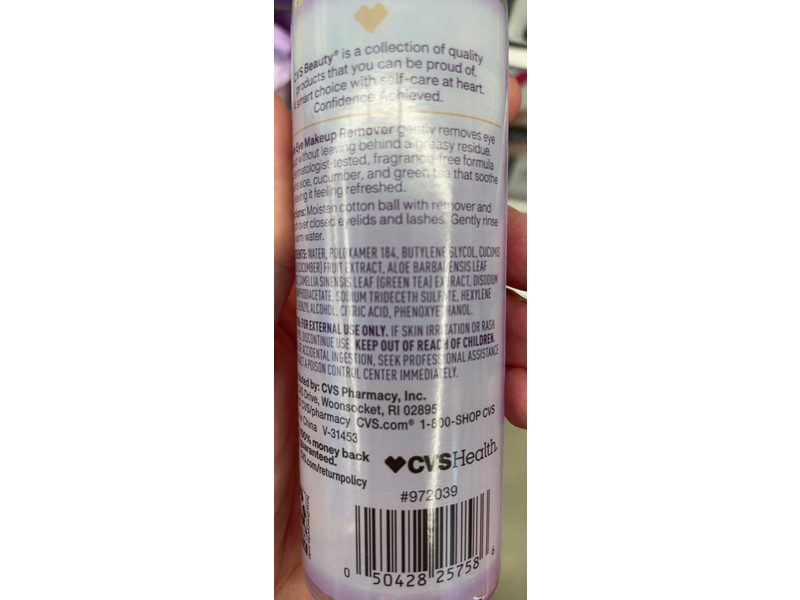 CVS Beauty® is a collection of quality
products that you can be proud of.
A smart choice with self-care at heart.
Confidence Achieved.
Eye Makeup Remover gently removes eye
without leaving behind a greasy residue.
fragrance-free formula
aloe, cucumber, and green tea that soothe
leaving it feeling refreshed.
Moisten cotton ball with remover and
over closed eyelids and lashes. Gently rinse
warm water.
WATER, POLOXAMER 184, BUTYLENE GLYCOL, CUCUMIS
(CUCUMBER) FRUIT EXTRACT, ALOE BARBADENSIS LEAF
CAMELLIA SINENSIS LEAF (GREEN TEA) EXTRACT, DISODIUM
SODIUM TRIDECETH SULFATE, HEXYLENE
BENZYL ALCOHOL, CITRIC ACID, PHENOXYETHANOL.
FOR EXTERNAL USE ONLY. IF SKIN IRRITATION OR RASH
DISCONTINUE USE. KEEP OUT OF REACH OF CHILDREN.
OF ACCIDENTAL INGESTION, SEEK PROFESSIONAL ASSISTANCE
A POISON CONTROL CENTER IMMEDIATELY.
by: CVS Pharmacy, Inc.
Drive, Woonsocket, RI 02895
CVS/pharmacy CVS.com® 1-800-SHOP CVS
China V-31453
100% money back
guaranteed.
.com/returnpolicy
CVSHealth.
#972039
0 50428 25758 6